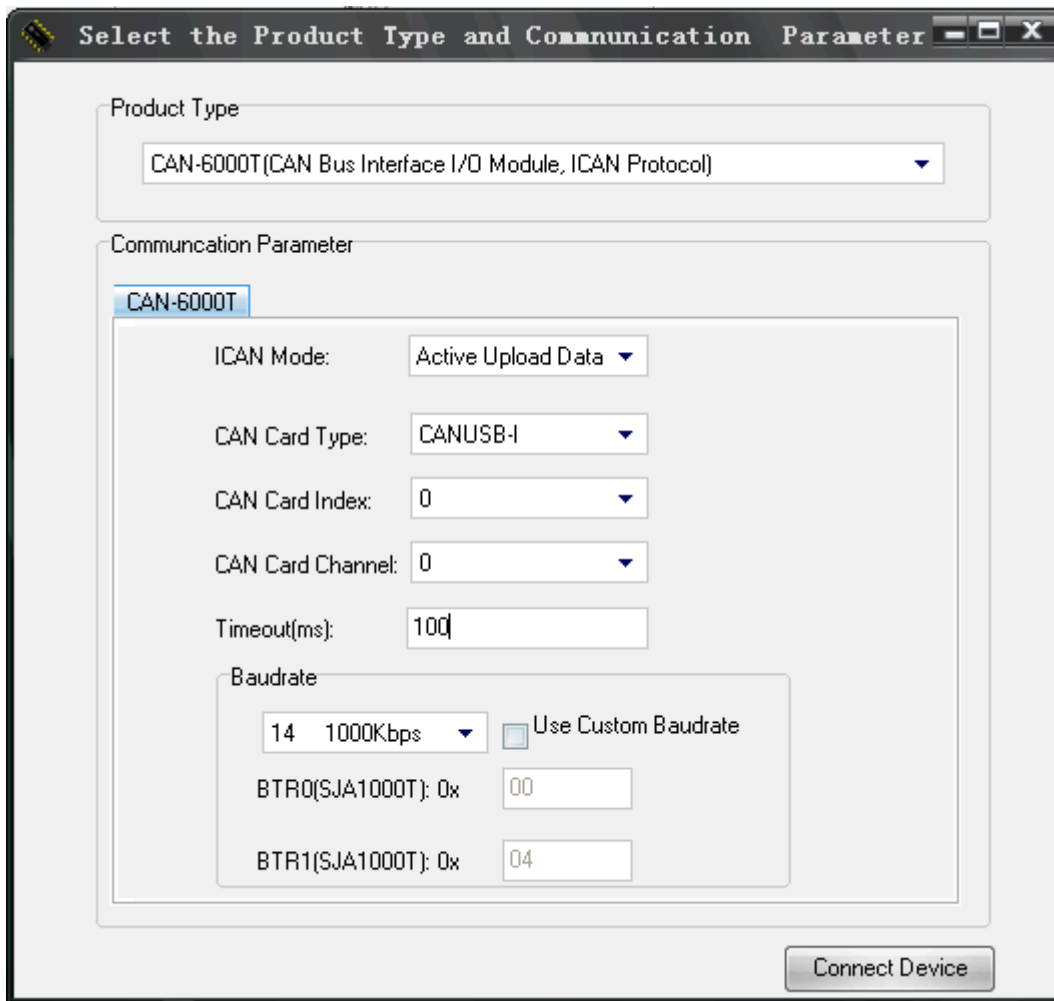 Select the Product Type and Commnunication Parameter
Product Type
CAN-6000T(CAN Bus Interface I/O Module, ICAN Protocol)
Communcation Parameter
CAN-6000T
ICAN Mode: Active Upload Data
CAN Card Type: CANUSB-I
CAN Card Index: 0
CAN Card Channel: 0
Timeout(ms): 100
Baudrate
14 1000Kbps Use Custom Baudrate
BTR0(SJA1000T): 0x 00
BTR1(SJA1000T): 0x 04
Connect Device